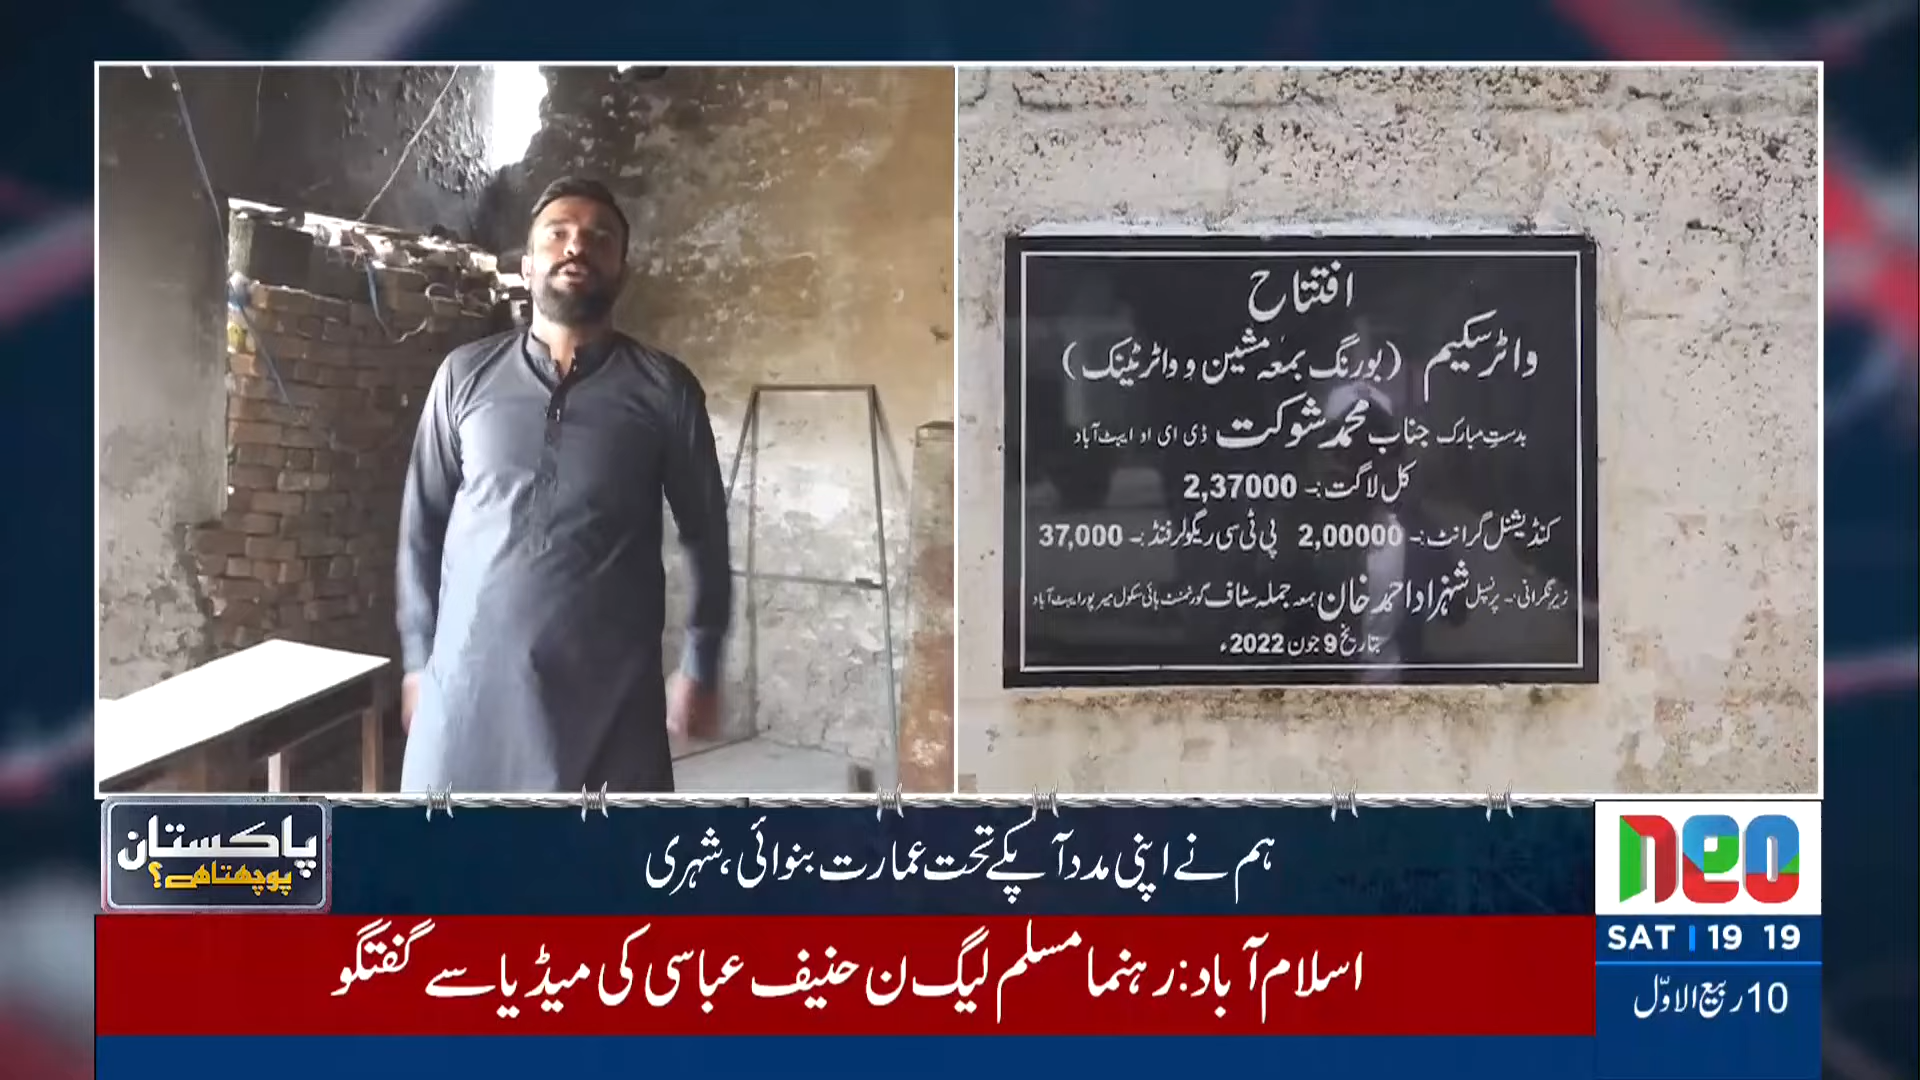 افتتاح
واٹر سکیم (بورنگ بمعہ مشین و واٹر ٹینک)
بدست مبارک جناب محمد شوکت ڈی ای او ایبٹ آباد
کل لاگت :- 2,37000
کنڈیشنل گرانٹ :- 2,00000 پی ٹی سی ریگولر فنڈ :- 37,000
زیر نگرانی :- پرنسپل شہزاد احمد خان بمعہ جملہ سٹاف گورنمنٹ ہائی سکول میر پور ایبٹ آباد
بتاریخ 9 جون 2022ء
پاکستان
پوچھتا ہے؟
ہم نے اپنی مدد آپ کے تحت عمارت بنوائی، شہری
neo
اسلام آباد: رہنما مسلم لیگ ن حنیف عباسی کی میڈیا سے گفتگو
SAT | 19 19
10 ربیع الاوّل